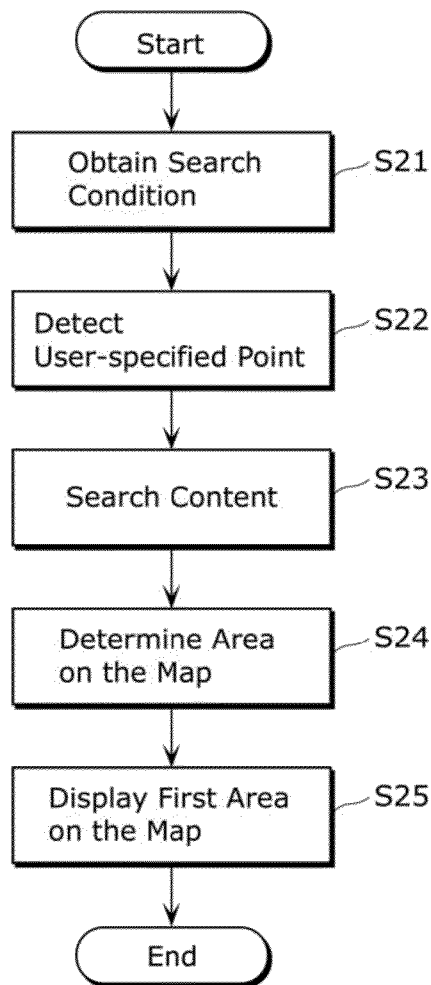 Start
Obtain Search
Condition
S21
Detect
User-specified Point
S22
Search Content
S23
Determine Area
on the Map
S24
Display First Area
on the Map
S25
End